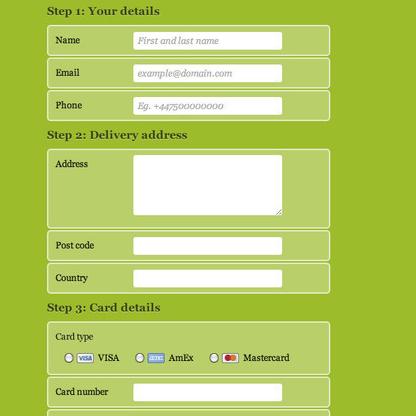 Step 1: Your details
Name First and last name
Email example@domain.com
Phone Eg. +447500000000
Step 2: Delivery address
Address
Post code
Country
Step 3: Card details
Card type
VISA VISA AmEx Mastercard
Card number